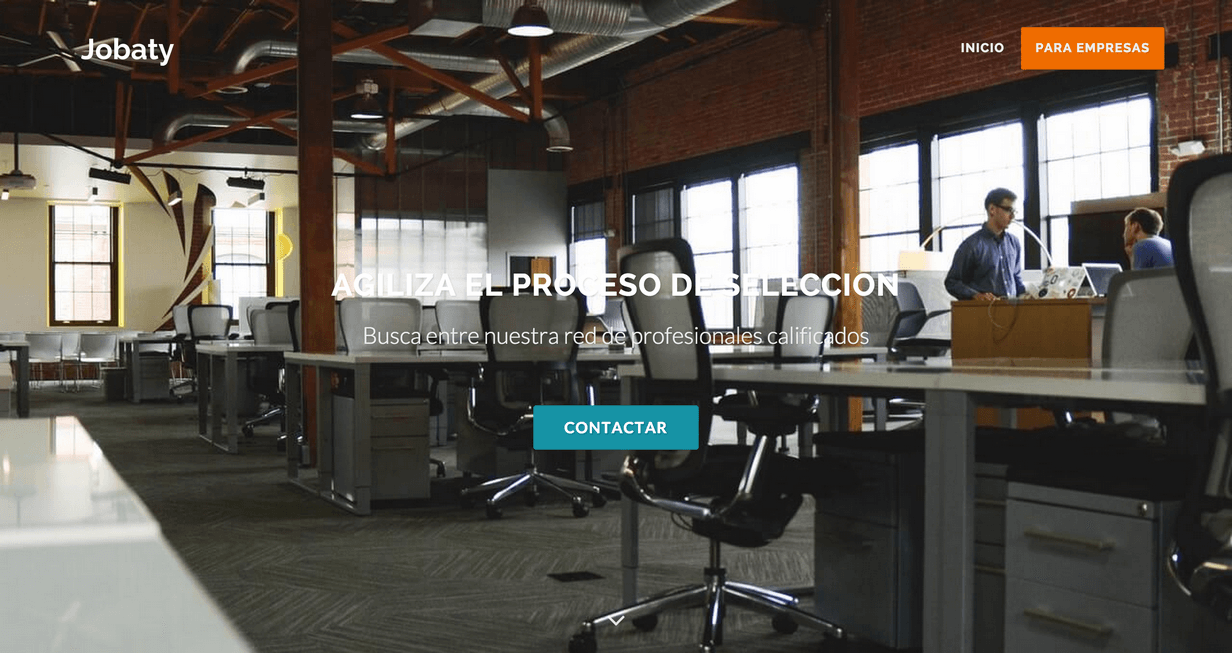 Jobaty
INICIO
PARA EMPRESAS
AGILIZA EL PROCESO DE SELECCION
Busca entre nuestra red de profesionales calificados
CONTACTAR